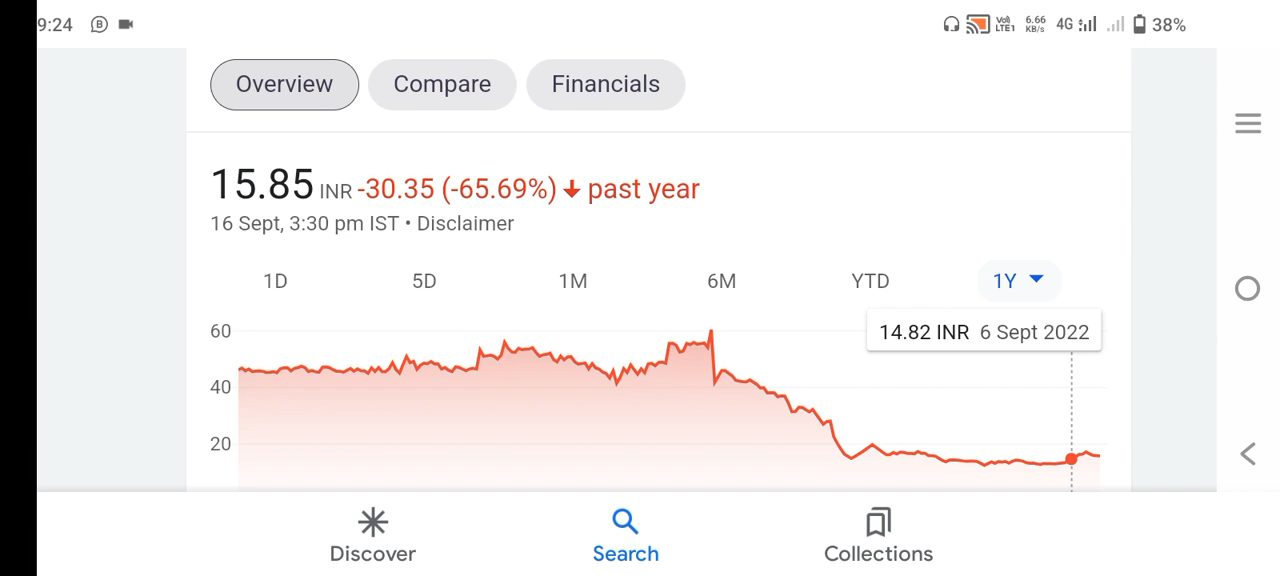 9:24 B Vo) LTE1 6.66 KB/s 4G 38%
Overview Compare Financials
15.85 INR -30.35 (-65.69%) ↓ past year
16 Sept, 3:30 pm IST • Disclaimer
1D 5D 1M 6M YTD 1Y
14.82 INR 6 Sept 2022
60
40
20
Discover Search Collections